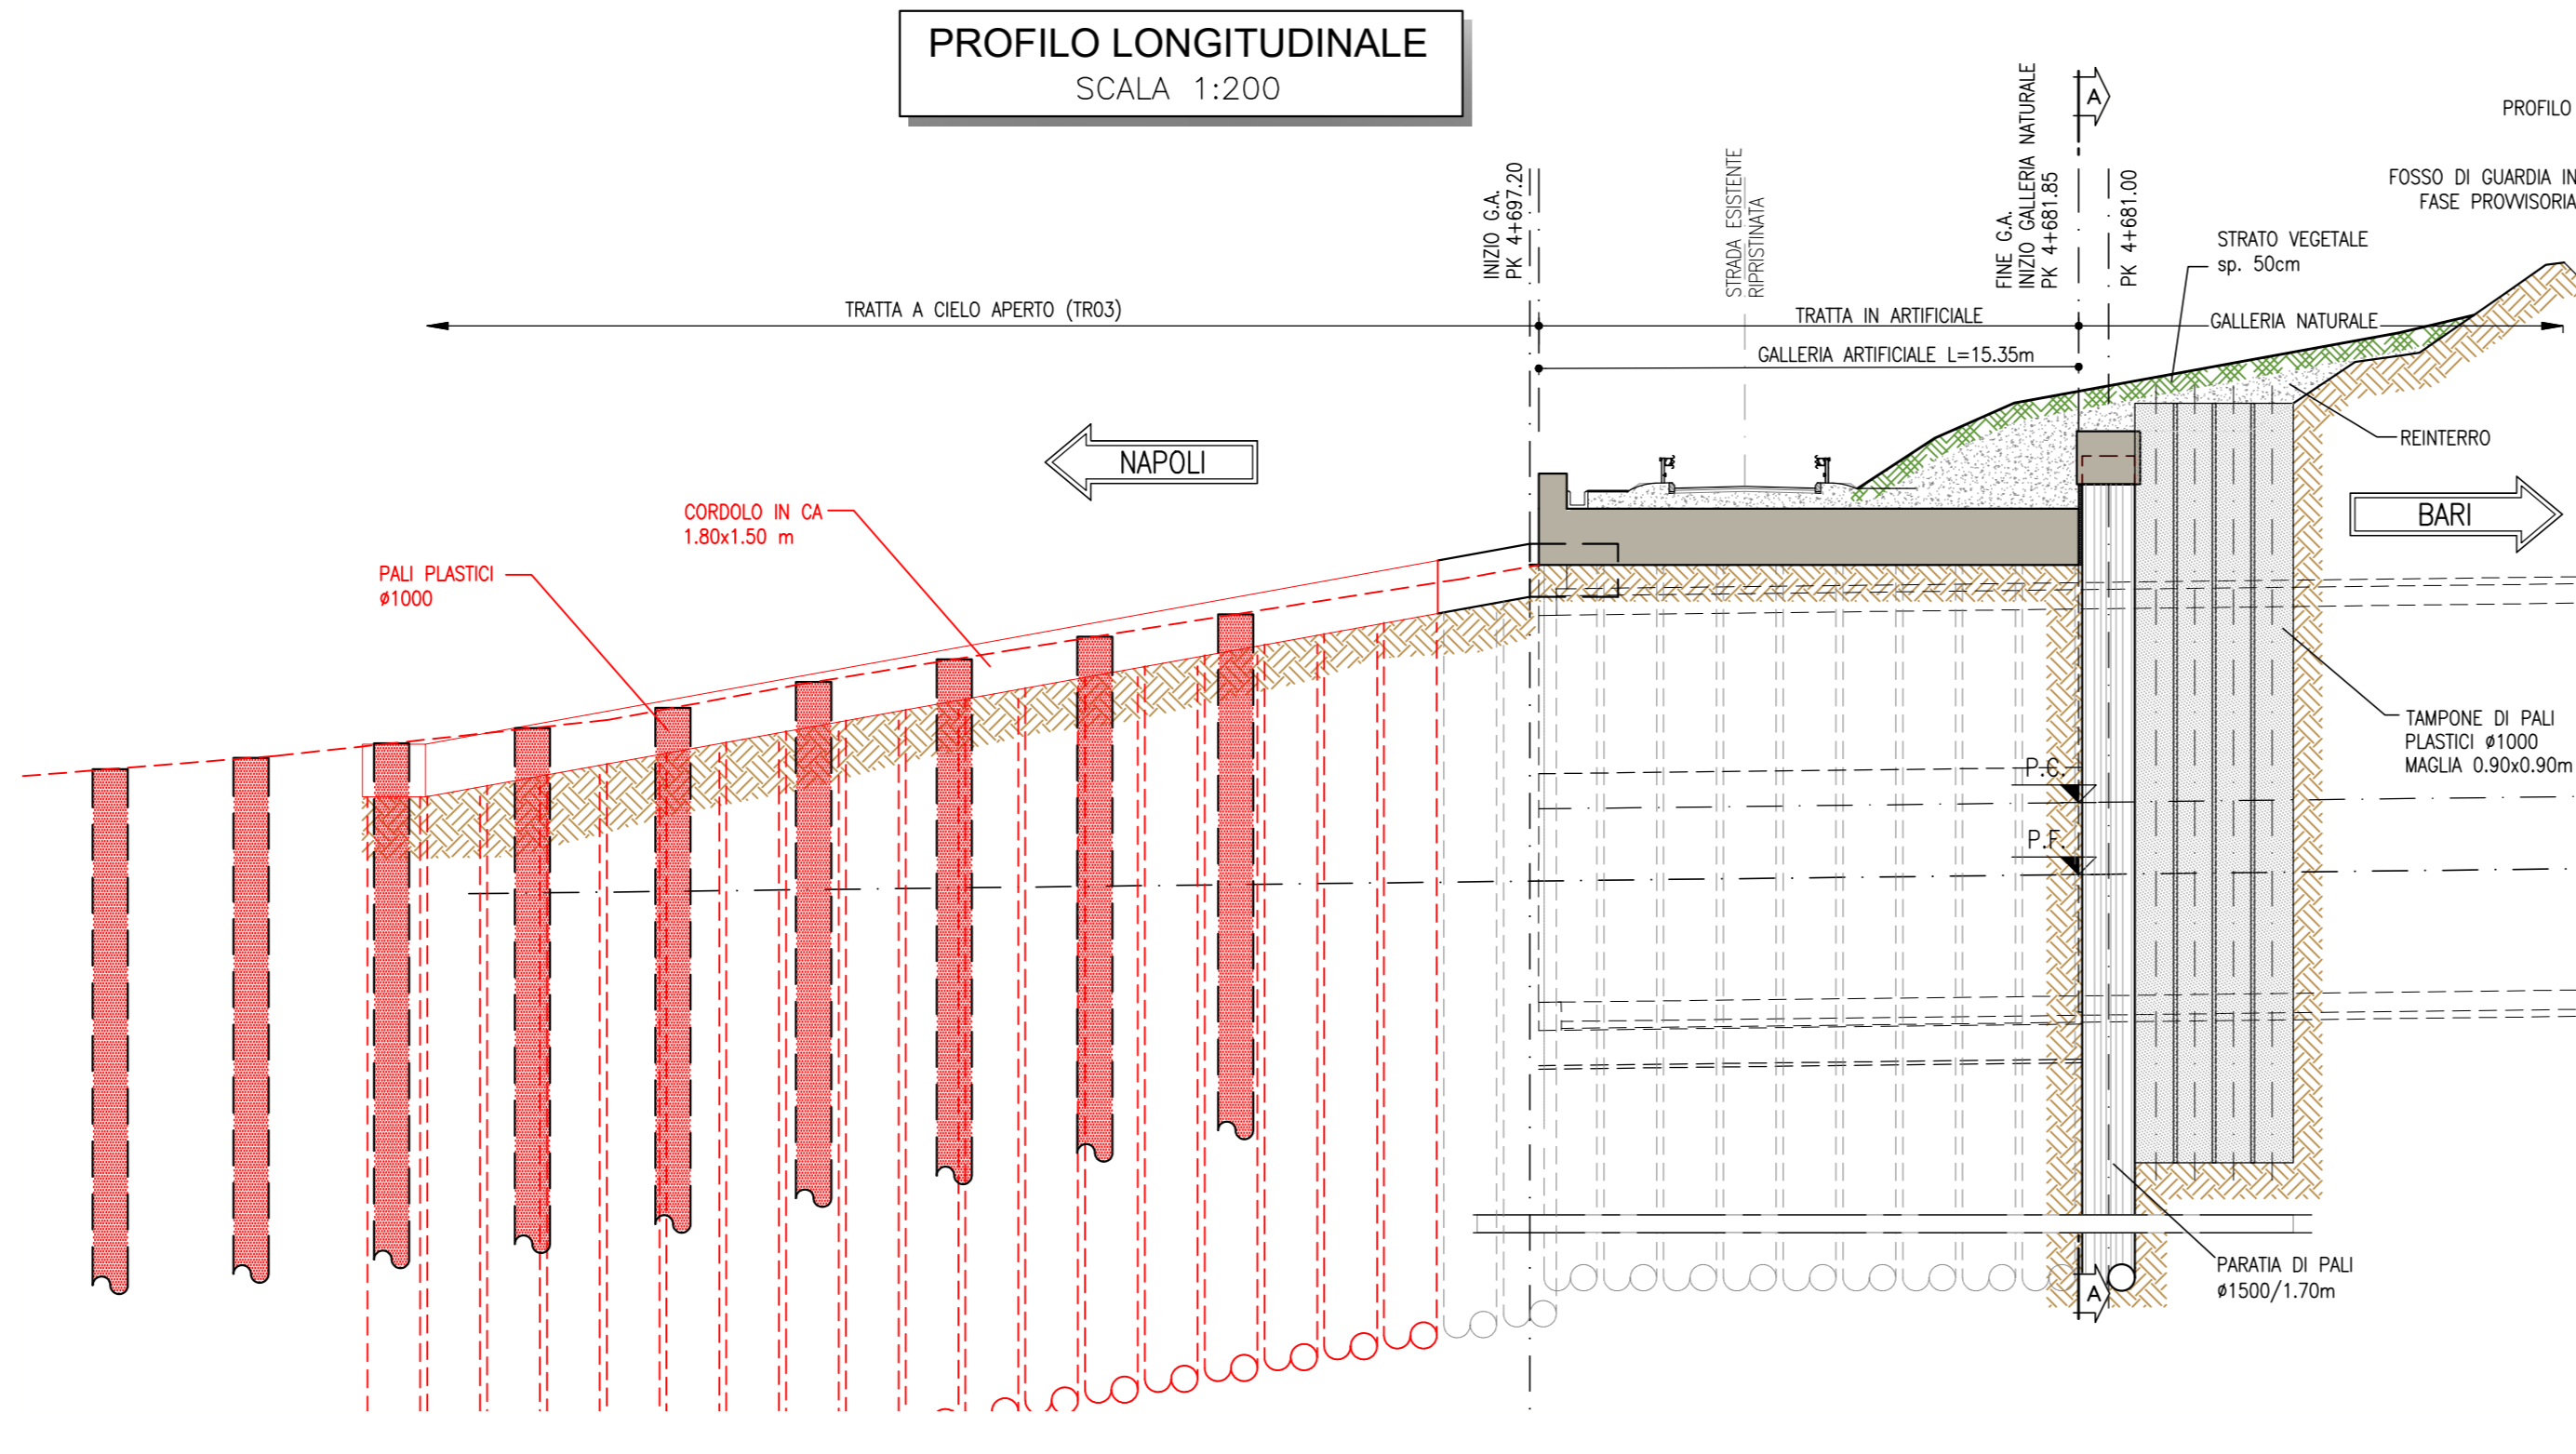 PROFILO LONGITUDINALE
SCALA 1:200
INIZIO G.A.
PK 4+697.20
STRADA ESISTENTE
RIPRISTINATA
FINE G.A.
INIZIO GALLERIA NATURALE
PK 4+681.85
A
PK 4+681.00
PROFILO
FOSSO DI GUARDIA IN
FASE PROVVISORIA
STRATO VEGETALE
sp. 50cm
TRATTA A CIELO APERTO (TR03)
TRATTA IN ARTIFICIALE
GALLERIA NATURALE
GALLERIA ARTIFICIALE L=15.35m
NAPOLI
REINTERRO
BARI
CORDOLO IN CA
1.80x1.50 m
PALI PLASTICI
ø1000
TAMPONE DI PALI
PLASTICI ø1000
MAGLIA 0.90x0.90m
P.C.
P.F.
PARATIA DI PALI
ø1500/1.70m
A